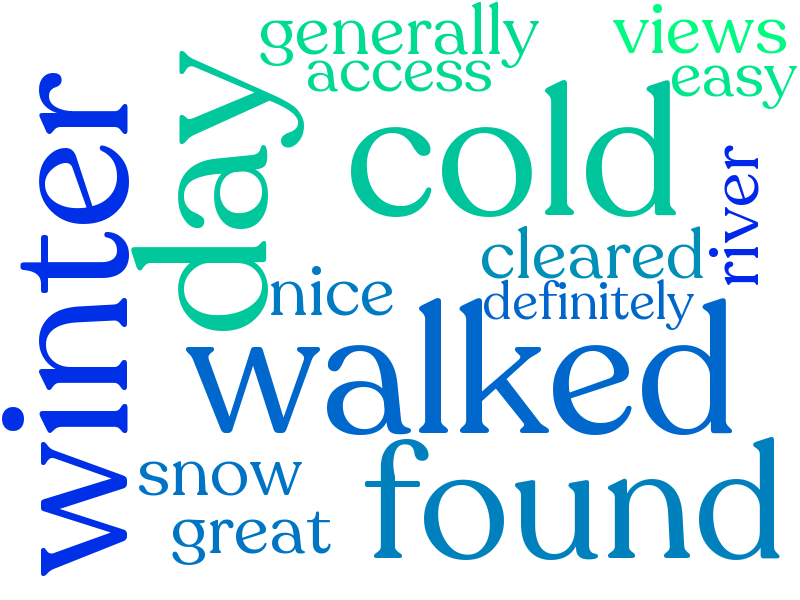 generally
views
access
easy
winter
day
cold
river
cleared
nice
definitely
walked
snow
found
great